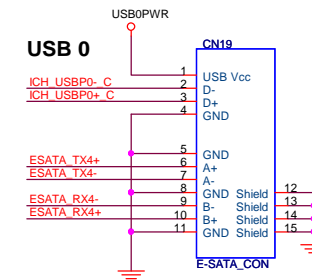 USB0PWR
USB 0
CN19
1 USB Vcc
ICH_USBP0-_C 2 D-
ICH_USBP0+_C 3 D+
4 GND
5 GND
ESATA_TX4+ 6 A+
ESATA_TX4- 7 A-
8 GND Shield 12
ESATA_RX4- 9 B- Shield 13
ESATA_RX4+ 10 B+ Shield 14
11 GND Shield 15
E-SATA_CON